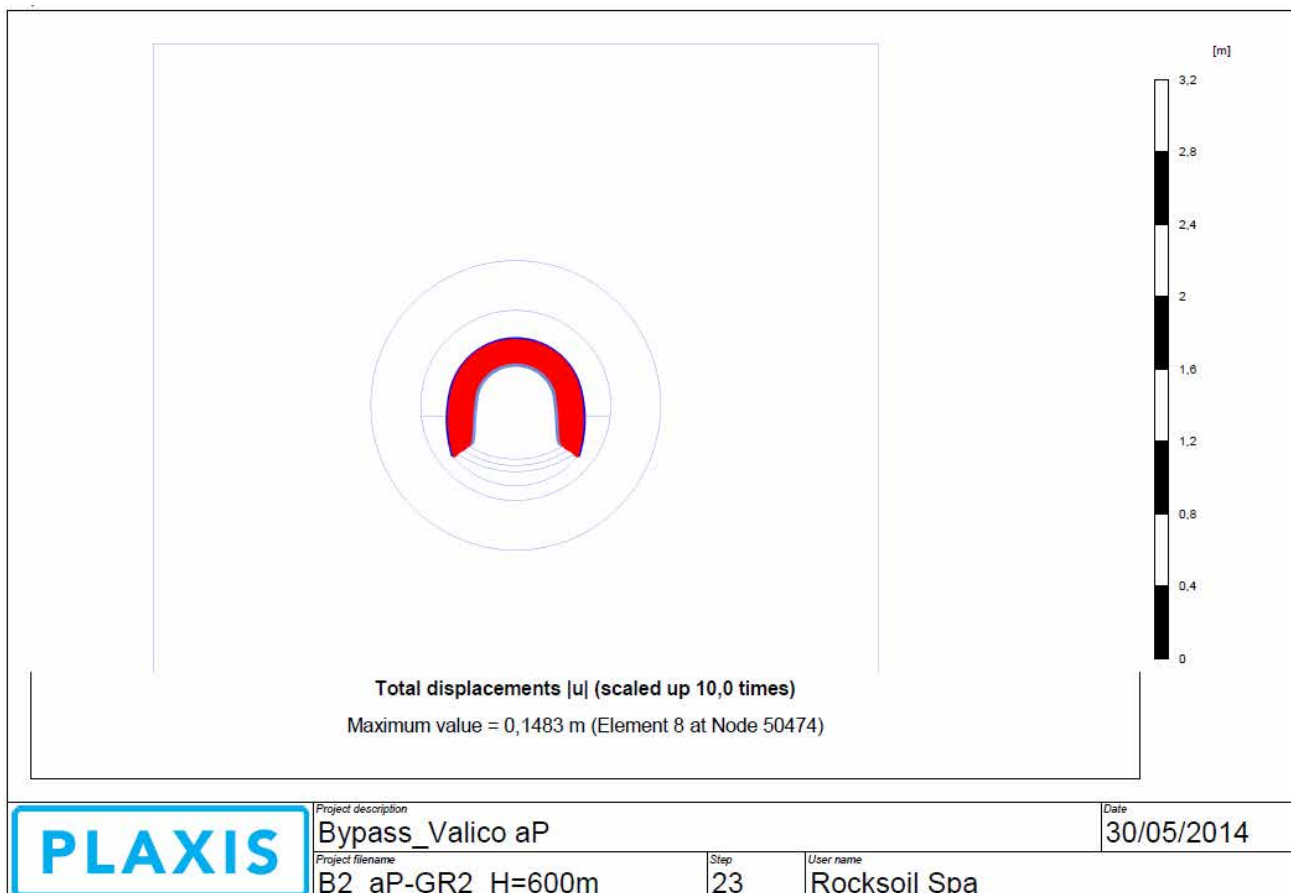 [m]
3,2
2,8
2,4
2
1,6
1,2
0,8
0,4
0
Total displacements |u| (scaled up 10,0 times)
Maximum value = 0,1483 m (Element 8 at Node 50474)
PLAXIS
Project description
Bypass_Valico aP
Date
30/05/2014
Project filename
B2_aP-GR2_H=600m
Step
23
User name
Rocksoil Spa